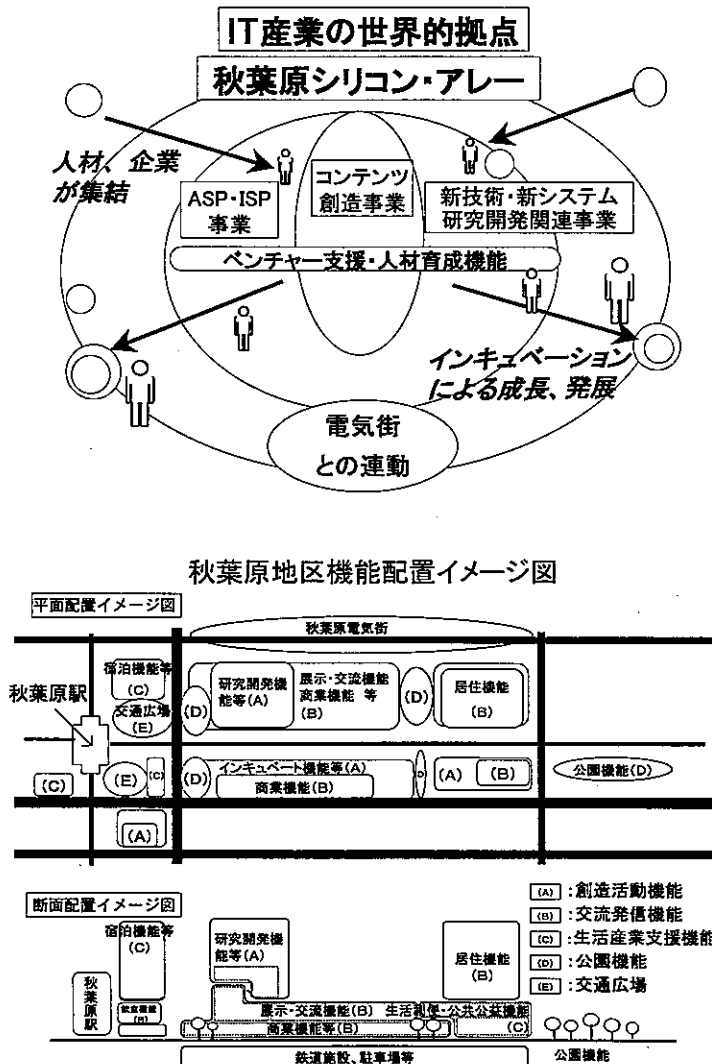 IT産業の世界的拠点
秋葉原シリコン・アレー
人材、企業
が集結
ASP・ISP
事業
コンテンツ
創造事業
新技術・新システム
研究開発関連事業
ベンチャー支援・人材育成機能
インキュベーション
による成長、発展
電気街
との連動
秋葉原地区機能配置イメージ図
平面配置イメージ図
秋葉原電気街
宿泊機能等
(C)
秋葉原駅
交通広場
(E)
(D)
研究開発機
能等(A)
展示・交流機能
商業機能 等
(B)
(D)
居住機能
(B)
(C)
(E)
(C)
(D)
インキュベート機能等(A)
商業機能(B)
(A)
(B)
公園機能(D)
(A)
断面配置イメージ図
宿泊機能等
(C)
研究開発機
能等(A)
居住機能
(B)
秋葉原駅
(B)
展示・交流機能(B)
生活利便・公共公益機能
(C)
商業機能等(B)
鉄道施設、駐車場等
公園機能
(A):創造活動機能
(B):交流発信機能
(C):生活産業支援機能
(D):公園機能
(E):交通広場